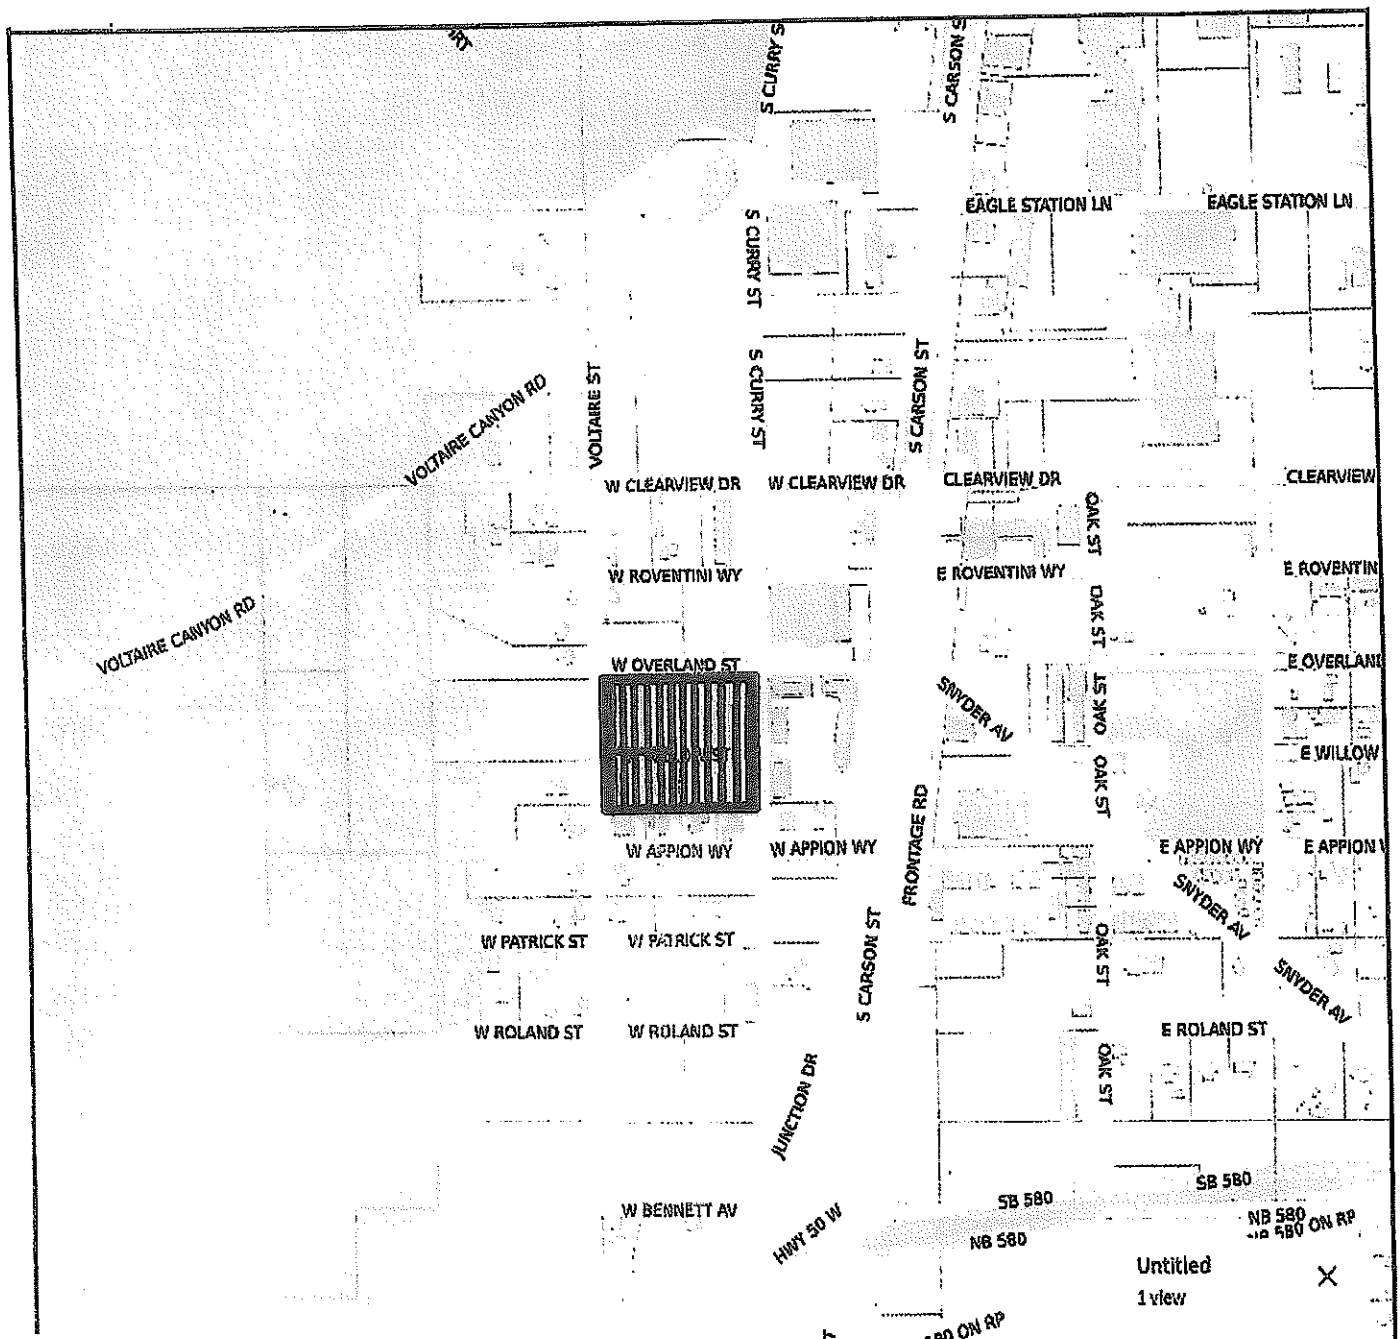 S CURRY S
S CARSON S
EAGLE STATION LN
EAGLE STATION LN
S CURRY ST
S CURRY ST
S CARSON ST
VOLTAIRE ST
VOLTAIRE CANYON RD
W CLEARVIEW DR
W CLEARVIEW DR
CLEARVIEW DR
CLEARVIEW
OAK ST
W ROVENTINI WY
E ROVENTINI WY
E ROVENTIN
OAK ST
VOLTAIRE CANYON RD
W OVERLAND ST
E OVERLAND
SNYDER AV
OAK ST
E WILLOW
OAK ST
FRONTAGE RD
W APPION WY
W APPION WY
E APPION WY
E APPION
SNYDER AV
W PATRICK ST
W PATRICK ST
S CARSON ST
OAK ST
SNYDER AV
W ROLAND ST
W ROLAND ST
E ROLAND ST
OAK ST
JUNCTION DR
SB 580
SB 580
W BENNETT AV
HWY 50 W
NB 580
NB 580
NB 580 ON RP
Untitled
1 view
ON RP